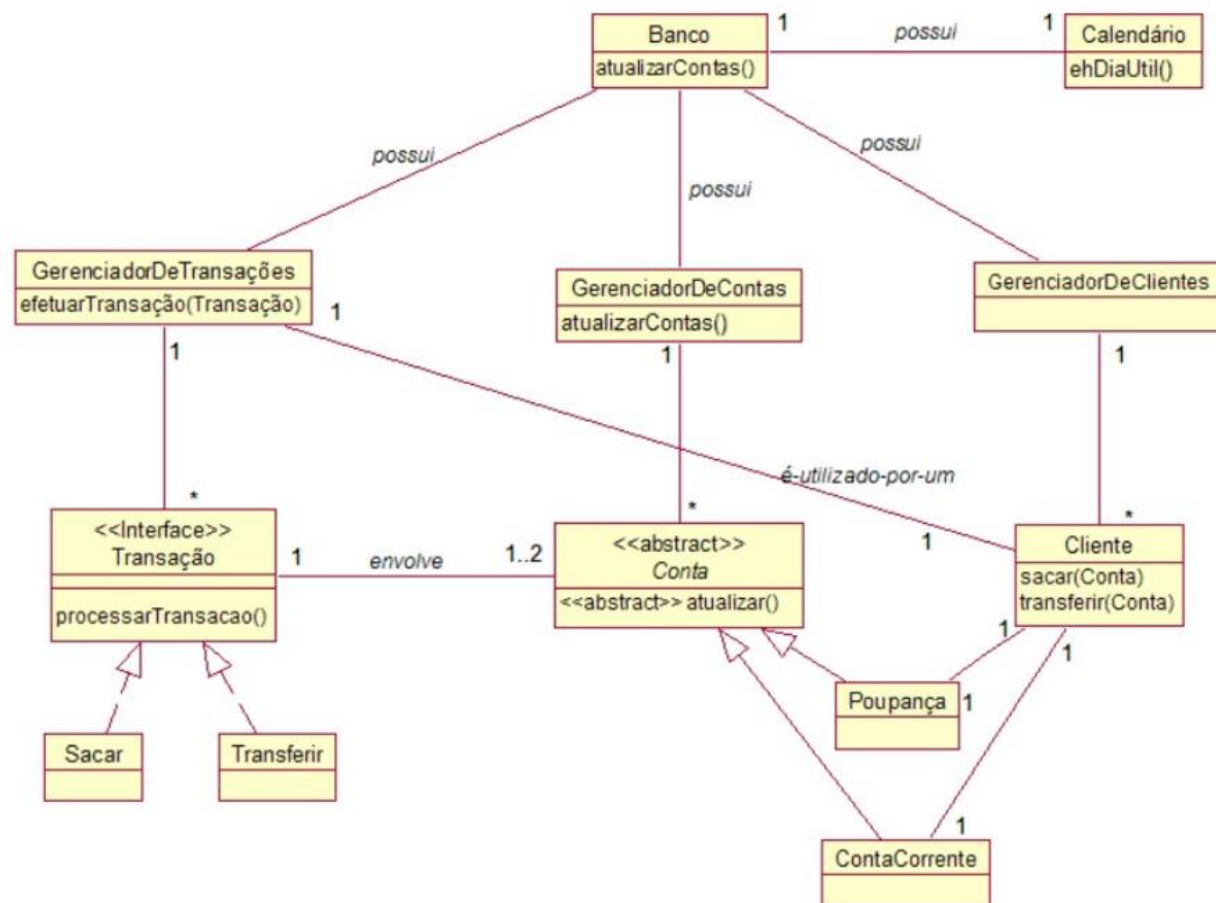 Banco
atualizarContas()
1
possui
1
Calendário
ehDiaUtil()
possui
possui
possui
GerenciadorDeTransações
efetuarTransação(Transação)
GerenciadorDeContas
atualizarContas()
GerenciadorDeClientes
1
1
1
1
é-utilizado-por-um
*
*
*
<<Interface>>
Transação
processarTransacao()
1
envolve
1..2
<<abstract>>
Conta
<<abstract>> atualizar()
1
Cliente
sacar(Conta)
transferir(Conta)
1
1
Poupança
1
Sacar
Transferir
1
ContaCorrente